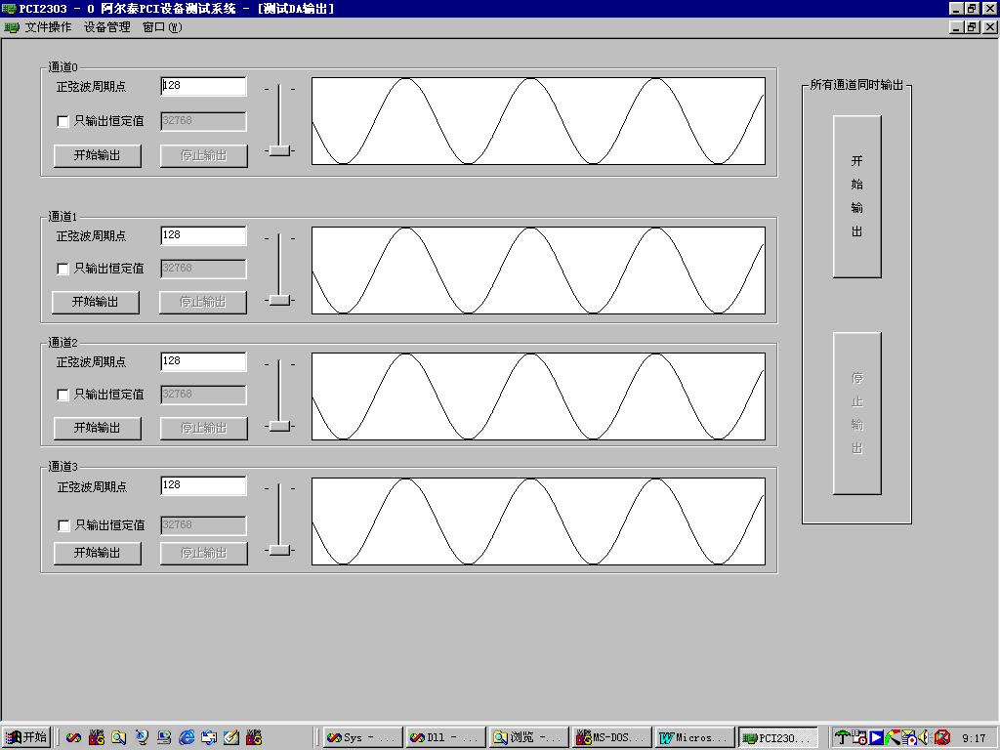 PCI2303 - 0 阿尔泰PCI设备测试系统 - [测试DA输出]
文件操作 设备管理 窗口(W)
通道0
正弦波周期点 128
只输出恒定值 32768
开始输出 停止输出
通道1
正弦波周期点 128
只输出恒定值 32768
开始输出 停止输出
通道2
正弦波周期点 128
只输出恒定值 32768
开始输出 停止输出
通道3
正弦波周期点 128
只输出恒定值 32768
开始输出 停止输出
所有通道同时输出
开始输出
停止输出
开始 Sys - ... Dll - ... 浏览 - ... MS-DOS... Micros... PCI230... 9:17